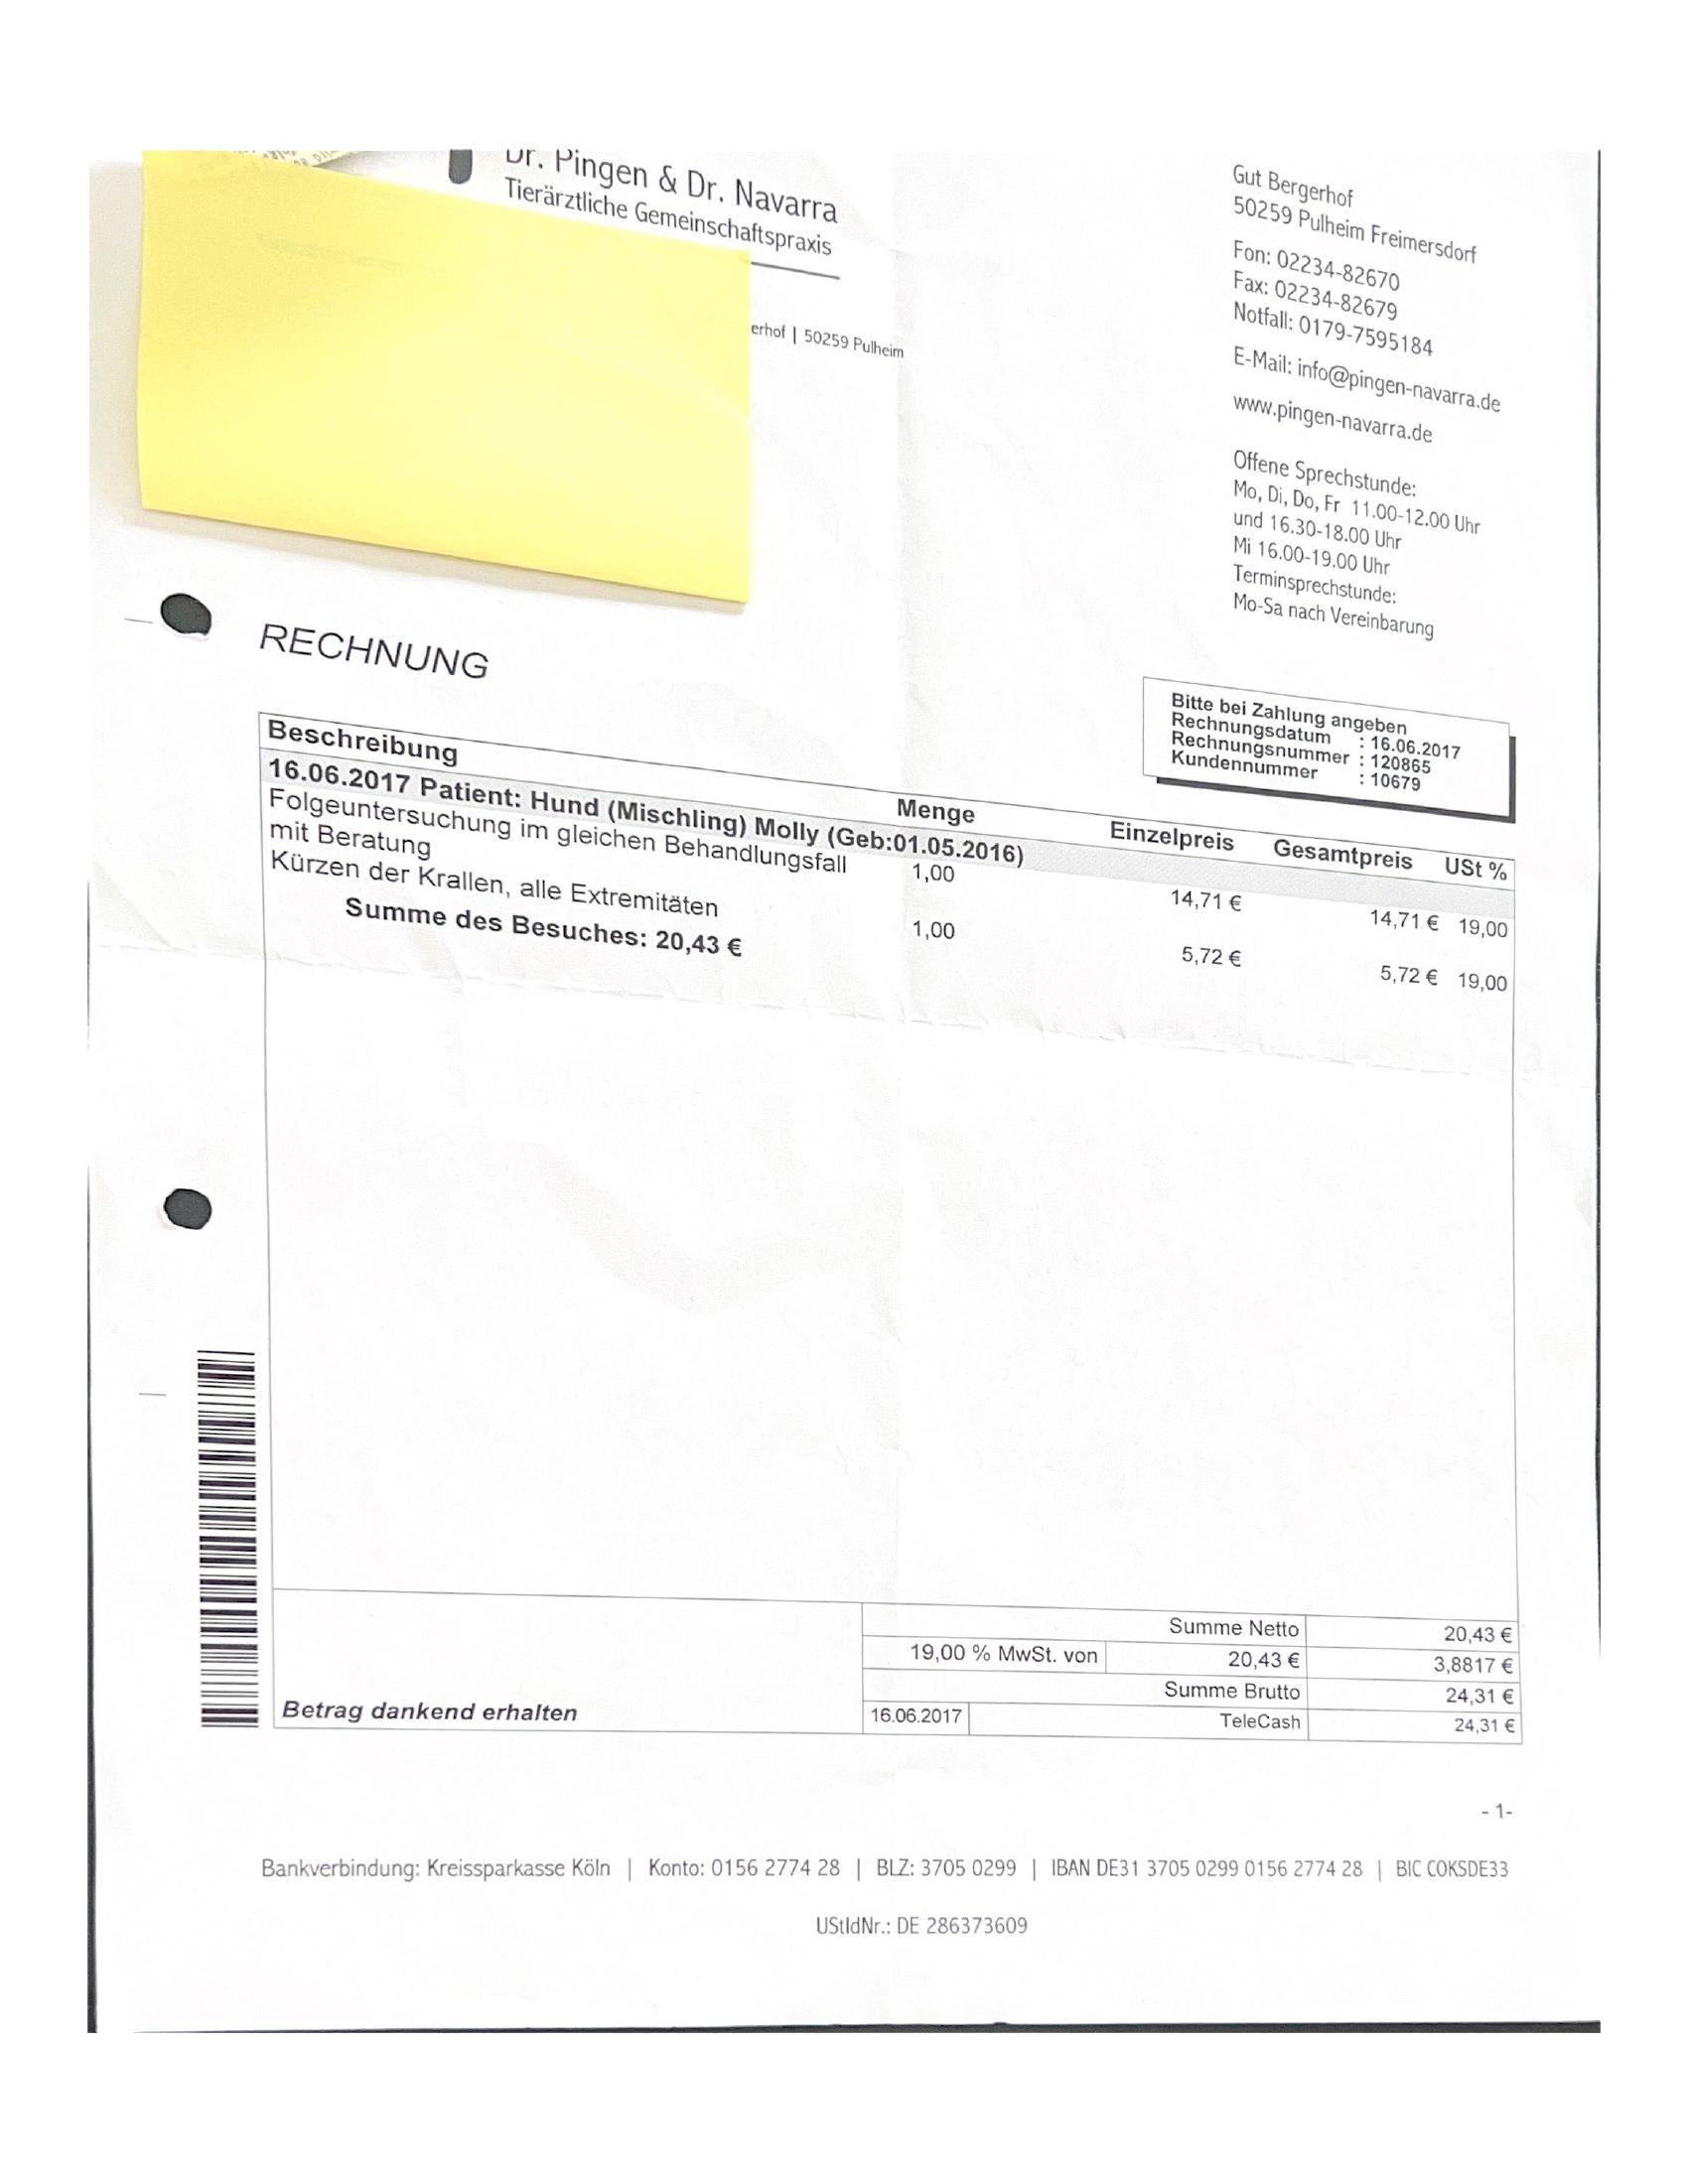 Dr. Pingen & Dr. Navarra
Tierärztliche Gemeinschaftspraxis
erhof | 50259 Pulheim
Gut Bergerhof
50259 Pulheim Freimersdorf
Fon: 02234-82670
Fax: 02234-82679
Notfall: 0179-7595184
E-Mail: info@pingen-navarra.de
www.pingen-navarra.de
Offene Sprechstunde:
Mo, Di, Do, Fr 11.00-12.00 Uhr
und 16.30-18.00 Uhr
Mi 16.00-19.00 Uhr
Terminsprechstunde:
Mo-Sa nach Vereinbarung
RECHNUNG
Bitte bei Zahlung angeben
Rechnungsdatum : 16.06.2017
Rechnungsnummer : 120865
Kundennummer : 10679
Beschreibung Menge Einzelpreis Gesamtpreis USt %
16.06.2017 Patient: Hund (Mischling) Molly (Geb:01.05.2016)
Folgeuntersuchung im gleichen Behandlungsfall 1,00 14,71 € 14,71 € 19,00
mit Beratung
Kürzen der Krallen, alle Extremitäten 1,00 5,72 € 5,72 € 19,00
Summe des Besuches: 20,43 €
Summe Netto 20,43 €
19,00 % MwSt. von 20,43 € 3,8817 €
Summe Brutto 24,31 €
Betrag dankend erhalten 16.06.2017 TeleCash 24,31 €
- 1-
Bankverbindung: Kreissparkasse Köln | Konto: 0156 2774 28 | BLZ: 3705 0299 | IBAN DE31 3705 0299 0156 2774 28 | BIC COKSDE33
UStIdNr.: DE 286373609